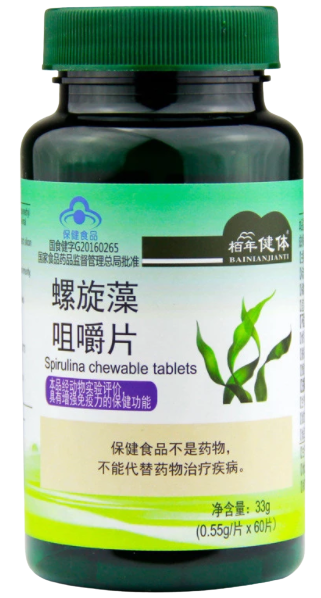 保健食品
国食健字G20160265
国家食品药品监督管理总局批准
栢年健体®
BAINIANJIANTI
螺旋藻
咀嚼片
Spirulina chewable tablets
本品经动物实验评价,
具有增强免疫力的保健功能
保健食品不是药物,
不能代替药物治疗疾病。
净含量: 33g
(0.55g/片 x 60片)